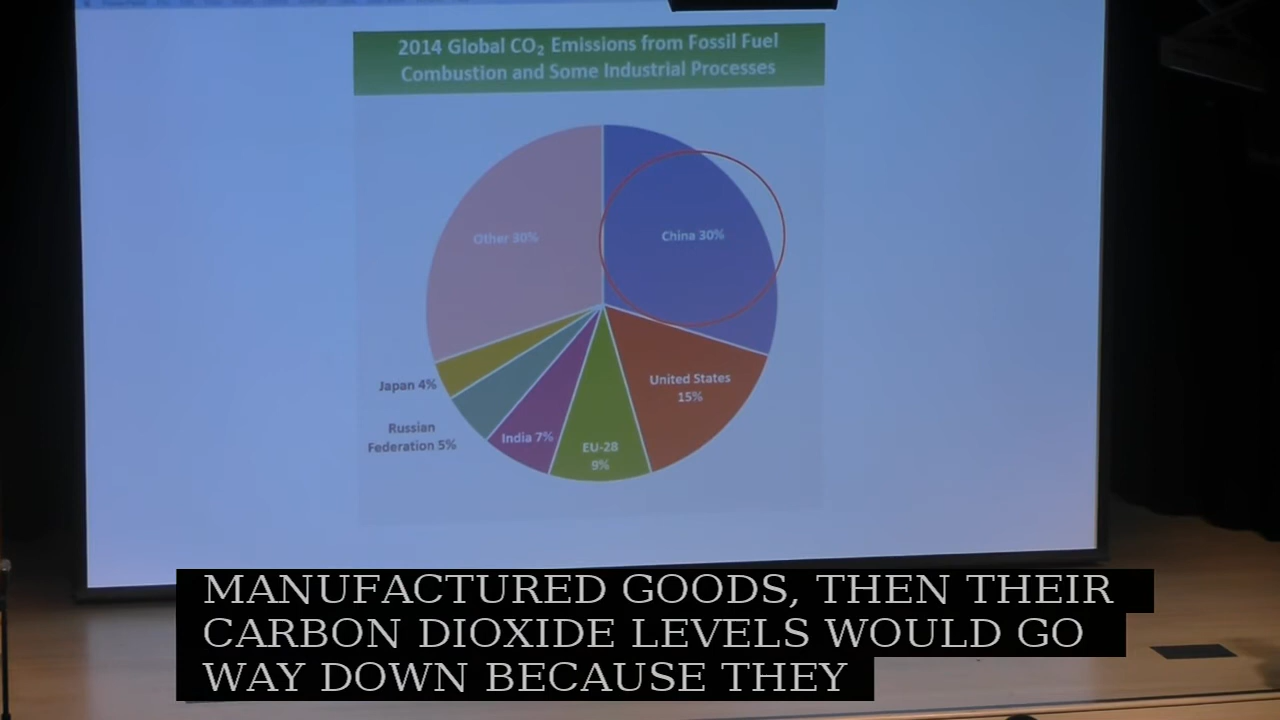 2014 Global CO₂ Emissions from Fossil Fuel
Combustion and Some Industrial Processes
Other 30%
China 30%
United States
15%
Japan 4%
Russian
Federation 5%
India 7%
EU-28
9%
MANUFACTURED GOODS, THEN THEIR
CARBON DIOXIDE LEVELS WOULD GO
WAY DOWN BECAUSE THEY